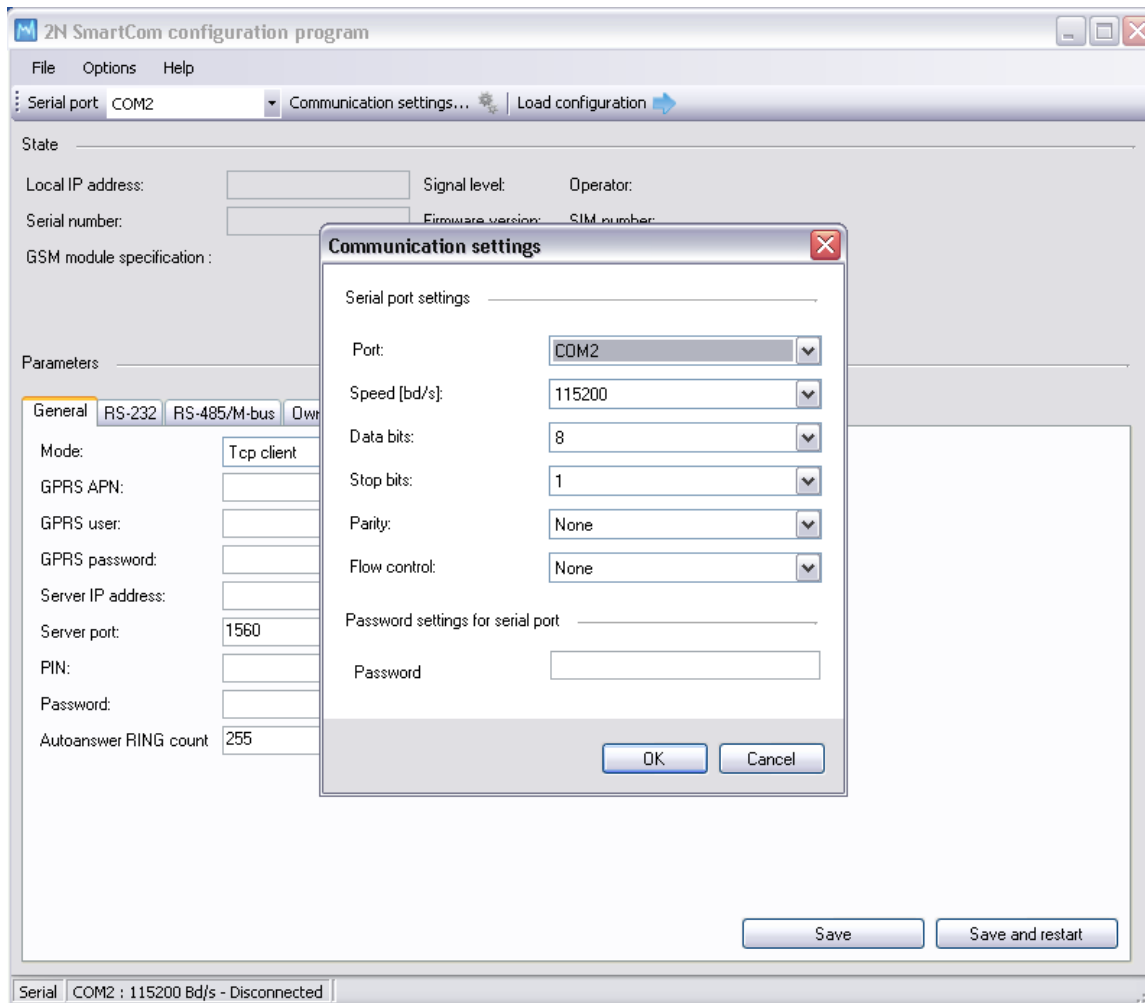 2N SmartCom configuration program
File Options Help
Serial port COM2 Communication settings... Load configuration
State
Local IP address: Signal level: Operator:
Serial number: Firmware version: SIM number:
GSM module specification :
Communication settings
Serial port settings
Port: COM2
Speed [bd/s]: 115200
Data bits: 8
Stop bits: 1
Parity: None
Flow control: None
Password settings for serial port
Password
OK Cancel
Parameters
General RS-232 RS-485/M-bus
Mode: Tcp client
GPRS APN:
GPRS user:
GPRS password:
Server IP address:
Server port: 1560
PIN:
Password:
Autoanswer RING count 255
Save Save and restart
Serial COM2 : 115200 Bd/s - Disconnected